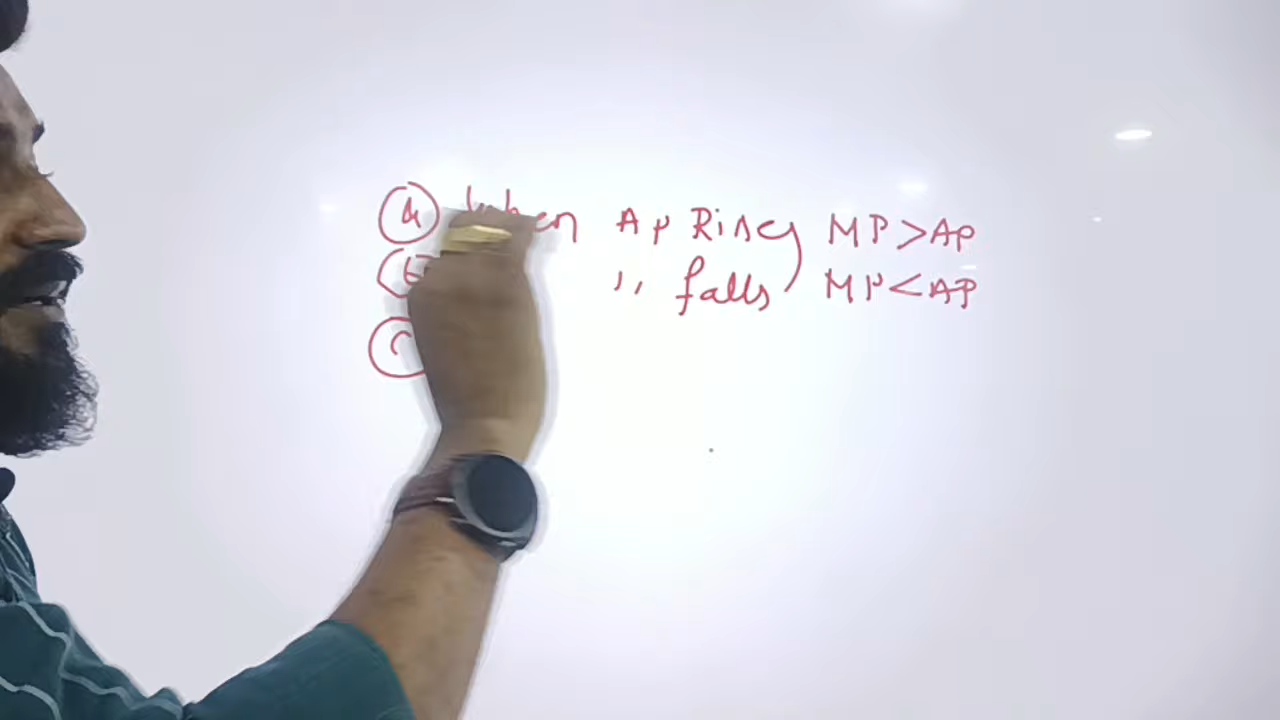 (a) When AP Rises MP > AP
(b) ,, falls MP < AP
(c)